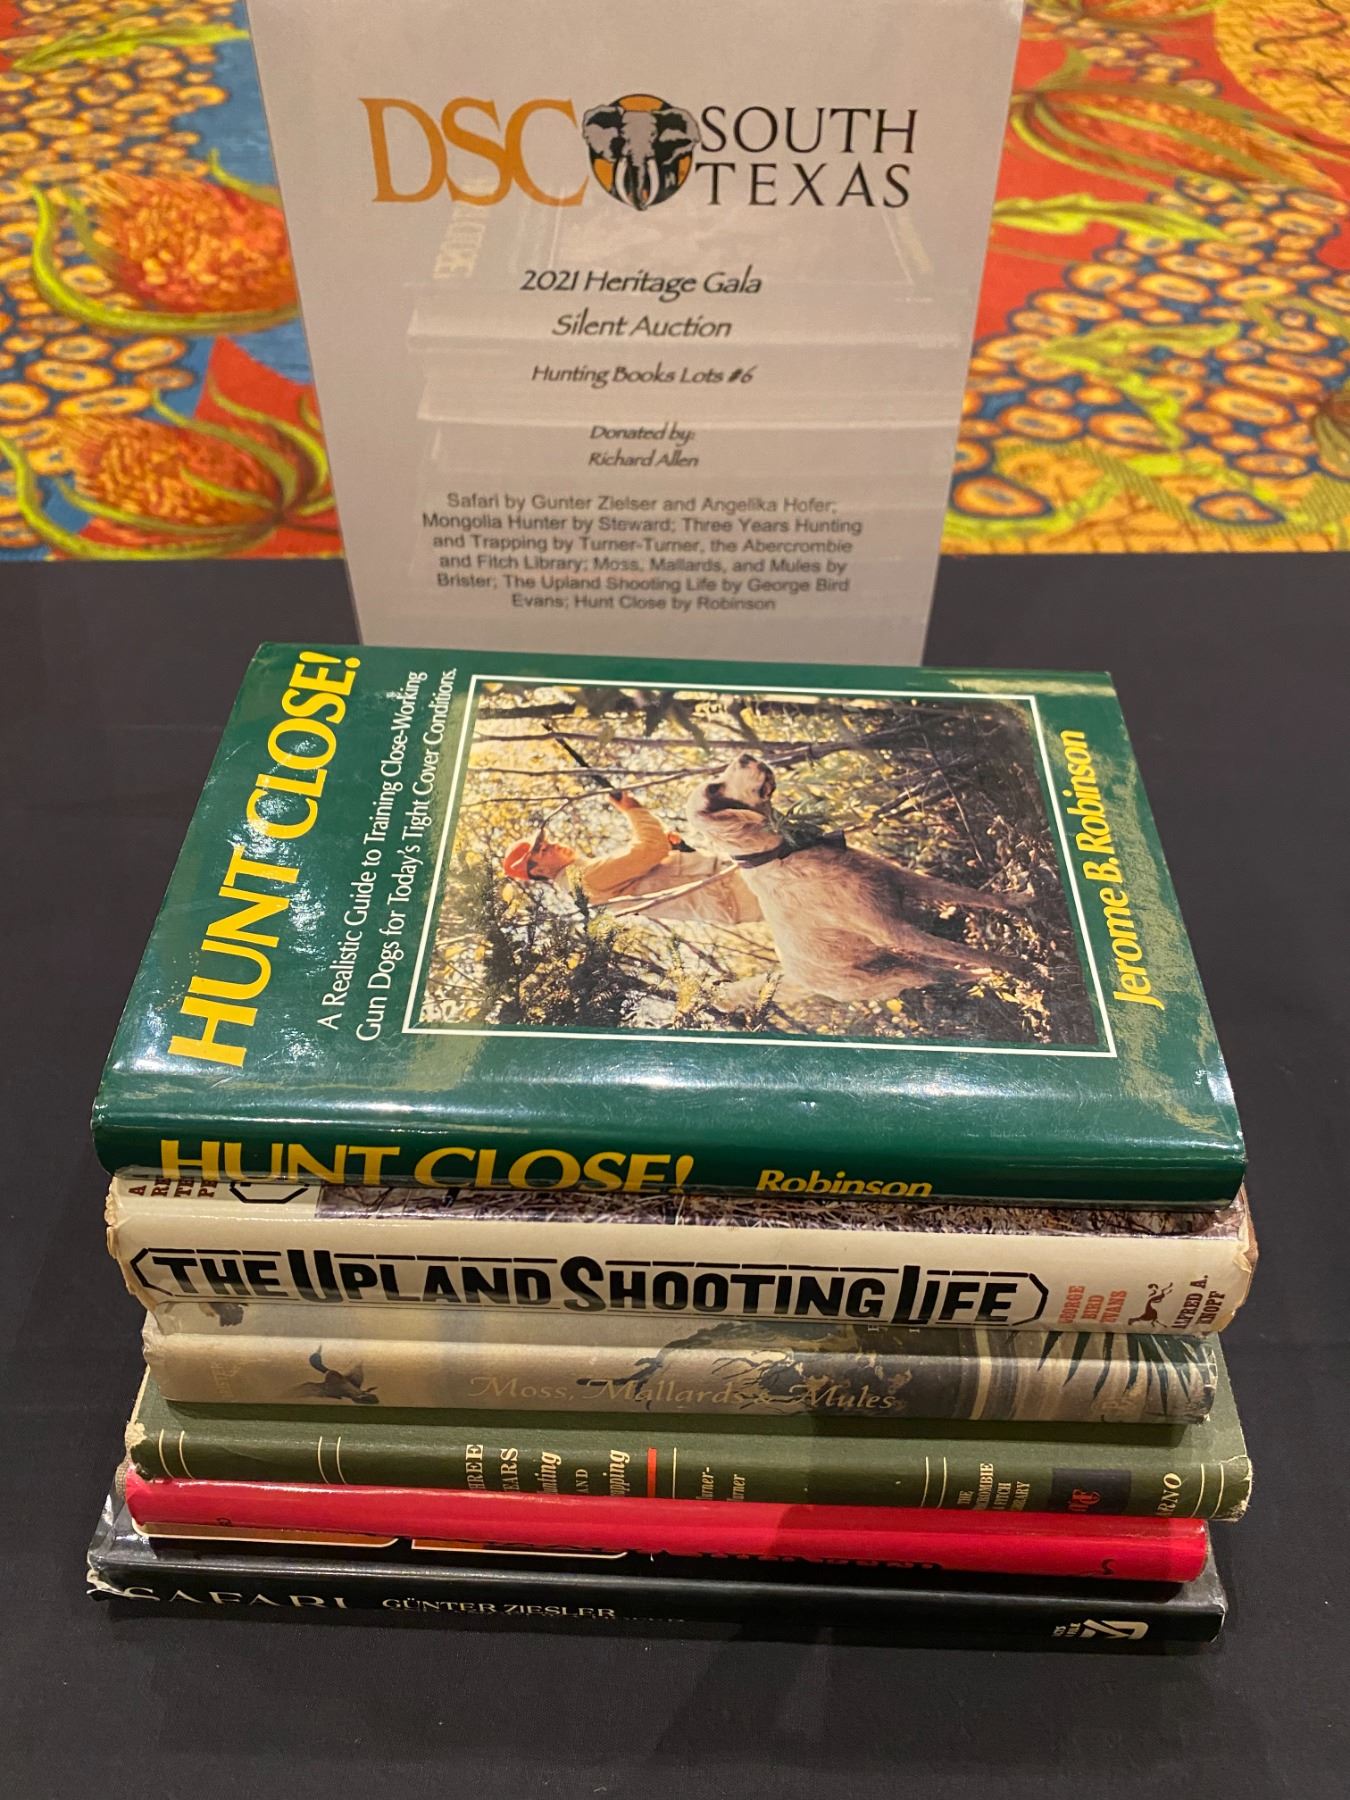 DSC SOUTH
TEXAS
2021 Heritage Gala
Silent Auction
Hunting Books Lots #6
Donated by:
Richard Allen
Safari by Gunter Zielser and Angelika Hofer;
Mongolia Hunter by Steward; Three Years Hunting
and Trapping by Turner-Turner, the Abercrombie
and Fitch Library; Moss, Mallards, and Mules by
Brister; The Upland Shooting Life by George Bird
Evans; Hunt Close by Robinson
HUNT CLOSE!
A Realistic Guide to Training Close-Working
Gun Dogs for Today's Tight Cover Conditions.
Jerome B. Robinson
HUNT CLOSE! Robinson
THE UPLAND SHOOTING LIFE
GEORGE
BIRD
EVANS
ALFRED A.
KNOPF
Moss, Mallards & Mules
AND
THE
SAFARI GÜNTER ZIESLER